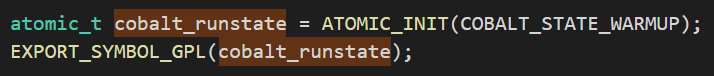 atomic_t cobalt_runstate = ATOMIC_INIT(COBALT_STATE_WARMUP);
EXPORT_SYMBOL_GPL(cobalt_runstate);